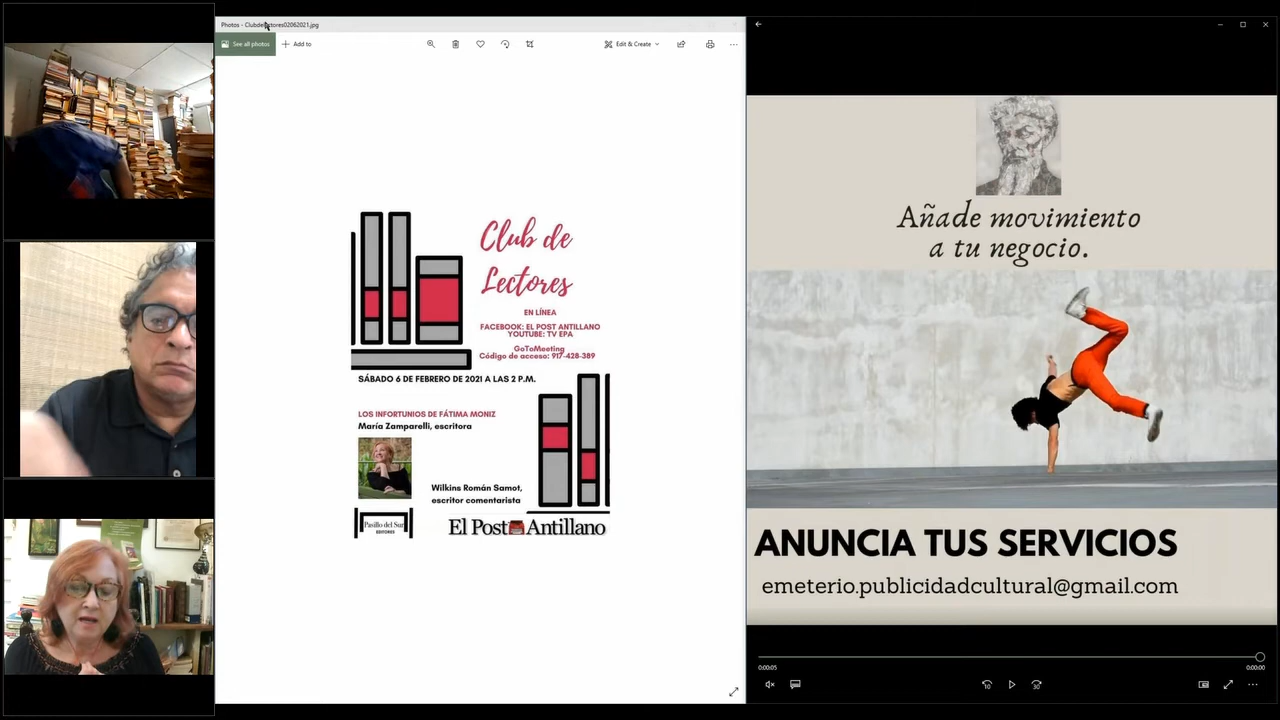 Photos - Clubdelectores02062021.jpg
See all photos
Add to
Edit & Create
Club de
Lectores
EN LÍNEA
FACEBOOK: EL POST ANTILLANO
YOUTUBE: TV EPA
GoToMeeting
Código de acceso: 917-428-389
SÁBADO 6 DE FEBRERO DE 2021 A LAS 2 P.M.
LOS INFORTUNIOS DE FÁTIMA MONIZ
María Zamparelli, escritora
Wilkins Román Samot,
escritor comentarista
Pasillo del Sur
EDITORES
El Post Antillano
Añade movimiento
a tu negocio.
ANUNCIA TUS SERVICIOS
emeterio.publicidadcultural@gmail.com
0:00:05
0:00:00
10
30